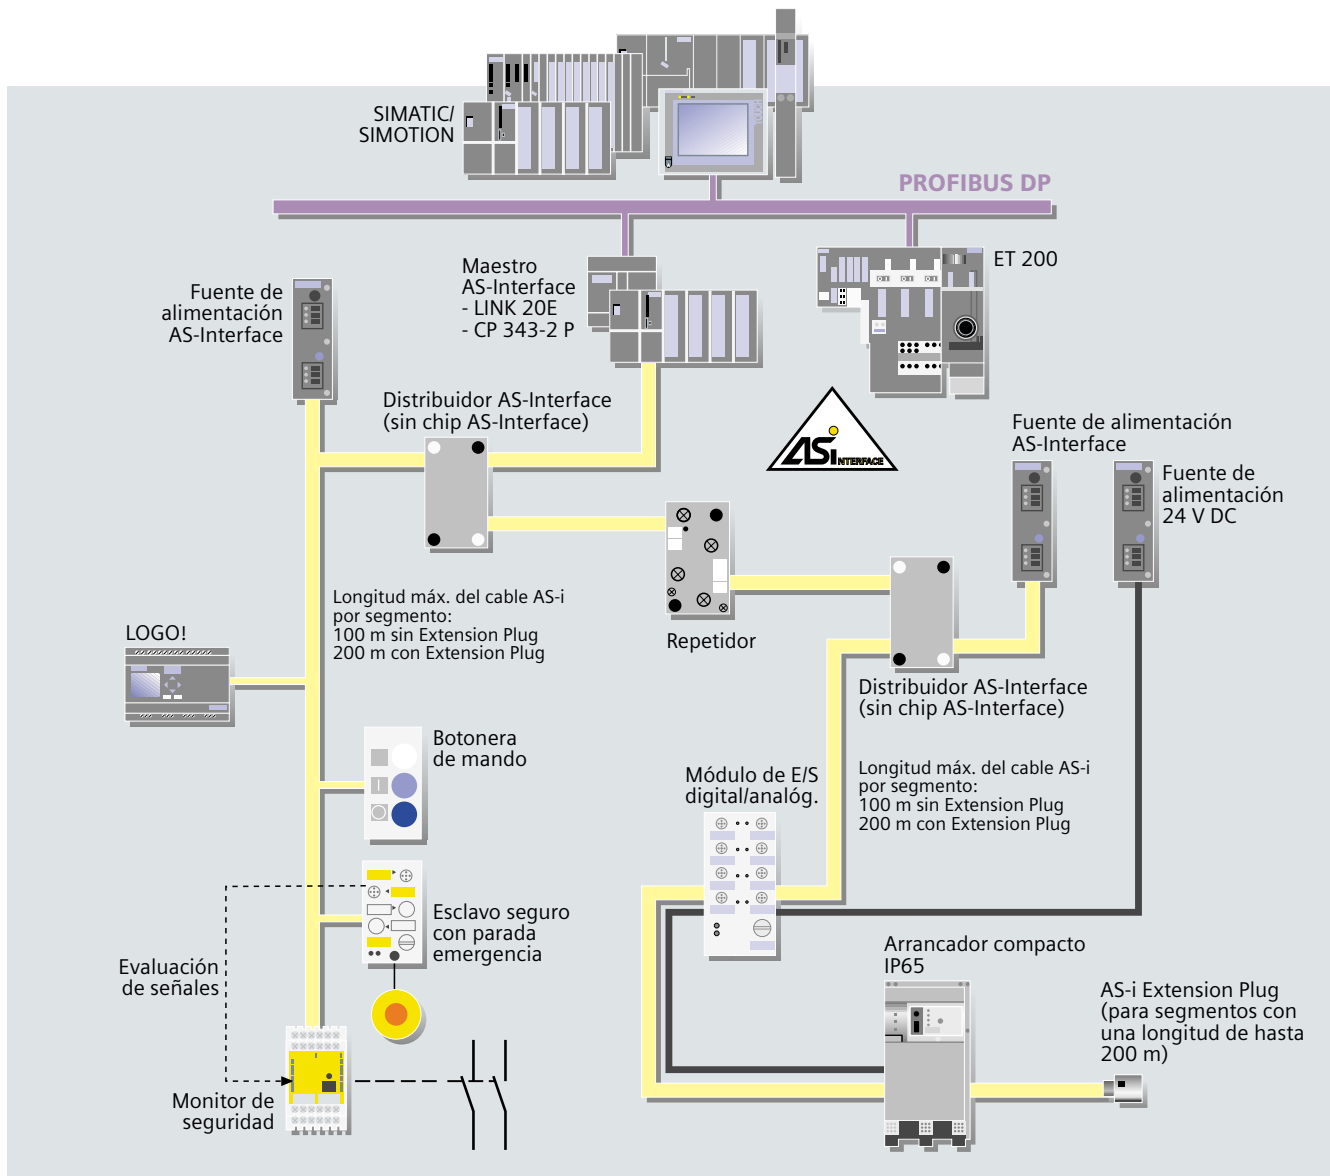 SIMATIC/
SIMOTION
PROFIBUS DP
Maestro
AS-Interface
- LINK 20E
- CP 343-2 P
ET 200
Fuente de
alimentación
AS-Interface
Distribuidor AS-Interface
(sin chip AS-Interface)
ASi INTERFACE
Fuente de alimentación
AS-Interface
Fuente de
alimentación
24 V DC
Longitud máx. del cable AS-i
por segmento:
100 m sin Extension Plug
200 m con Extension Plug
LOGO!
Repetidor
Distribuidor AS-Interface
(sin chip AS-Interface)
Botonera
de mando
Módulo de E/S
digital/analóg.
Longitud máx. del cable AS-i
por segmento:
100 m sin Extension Plug
200 m con Extension Plug
Esclavo seguro
con parada
emergencia
Evaluación
de señales
Arrancador compacto
IP65
AS-i Extension Plug
(para segmentos con
una longitud de hasta
200 m)
Monitor de
seguridad